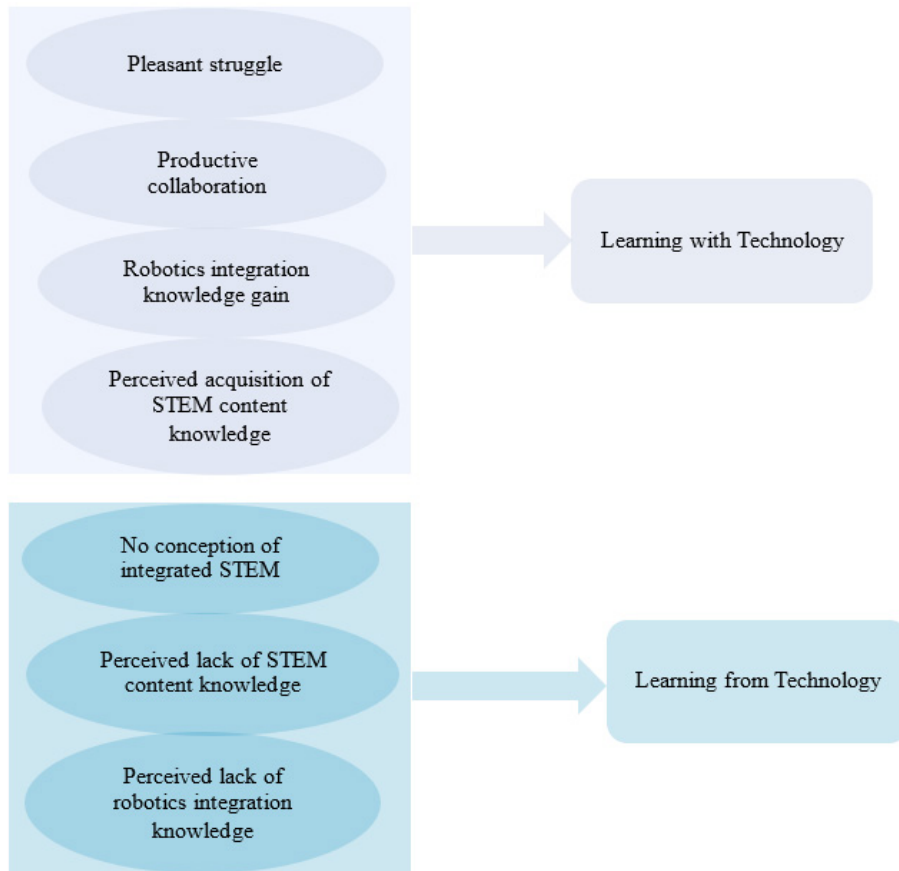 Pleasant struggle
Productive
collaboration
Robotics integration
knowledge gain
Perceived acquisition of
STEM content
knowledge
Learning with Technology
No conception of
integrated STEM
Perceived lack of STEM
content knowledge
Perceived lack of
robotics integration
knowledge
Learning from Technology